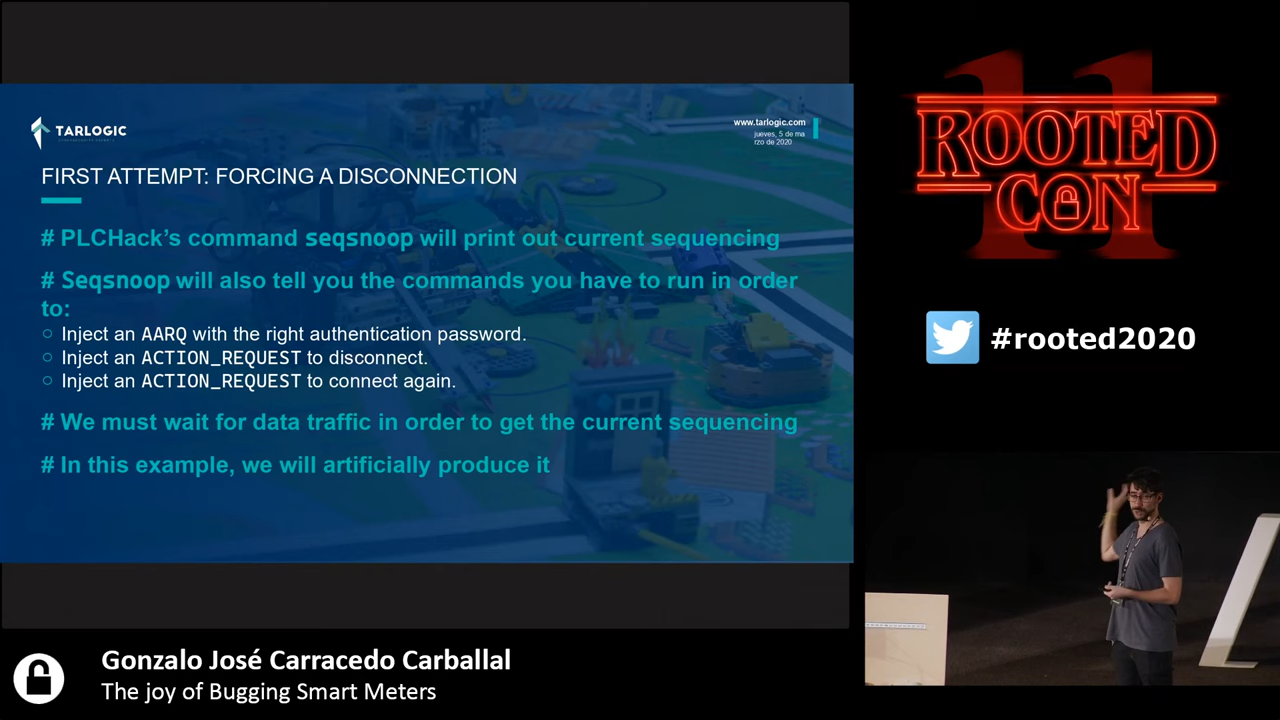 TARLOGIC
www.tarlogic.com
jueves, 5 de ma
rzo de 2020
FIRST ATTEMPT: FORCING A DISCONNECTION
# PLCHack’s command seqsnoop will print out current sequencing
# Seqsnoop will also tell you the commands you have to run in order
to:
Inject an AARQ with the right authentication password.
Inject an ACTION_REQUEST to disconnect.
Inject an ACTION_REQUEST to connect again.
# We must wait for data traffic in order to get the current sequencing
# In this example, we will artificially produce it
11
ROOTED
CON
#rooted2020
Gonzalo José Carracedo Carballal
The joy of Bugging Smart Meters